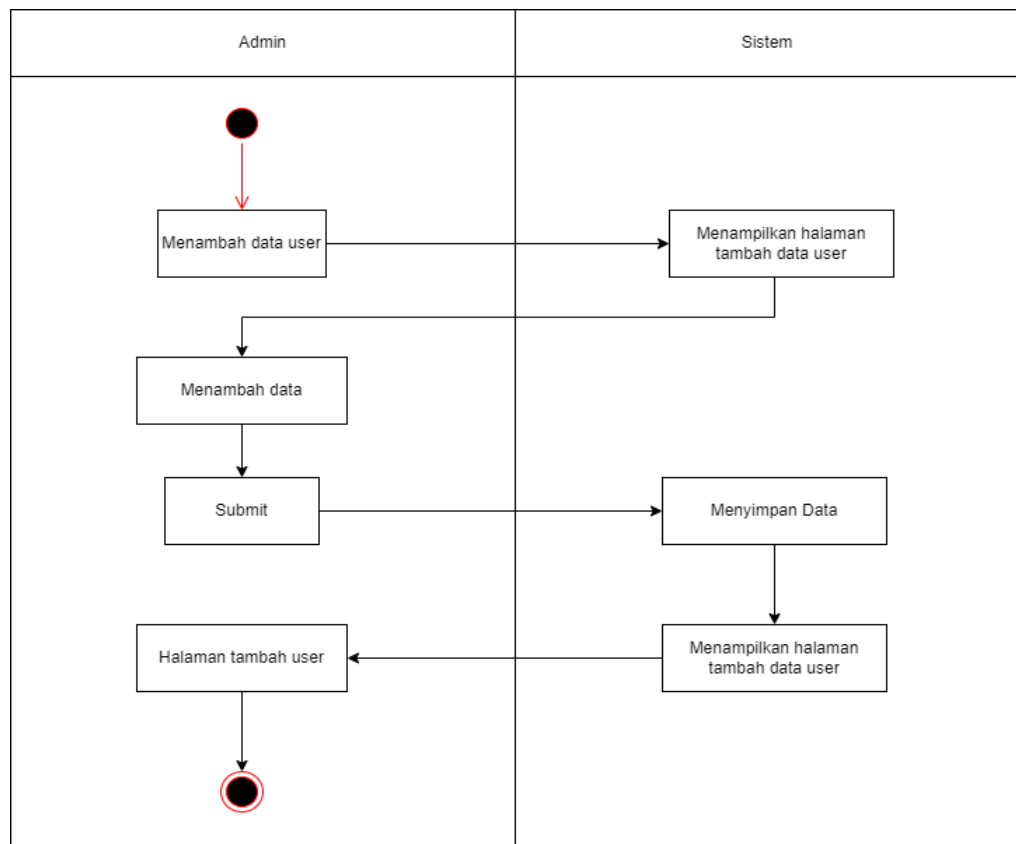 Admin
Sistem
Menambah data user
Menampilkan halaman
tambah data user
Menambah data
Submit
Menyimpan Data
Halaman tambah user
Menampilkan halaman
tambah data user